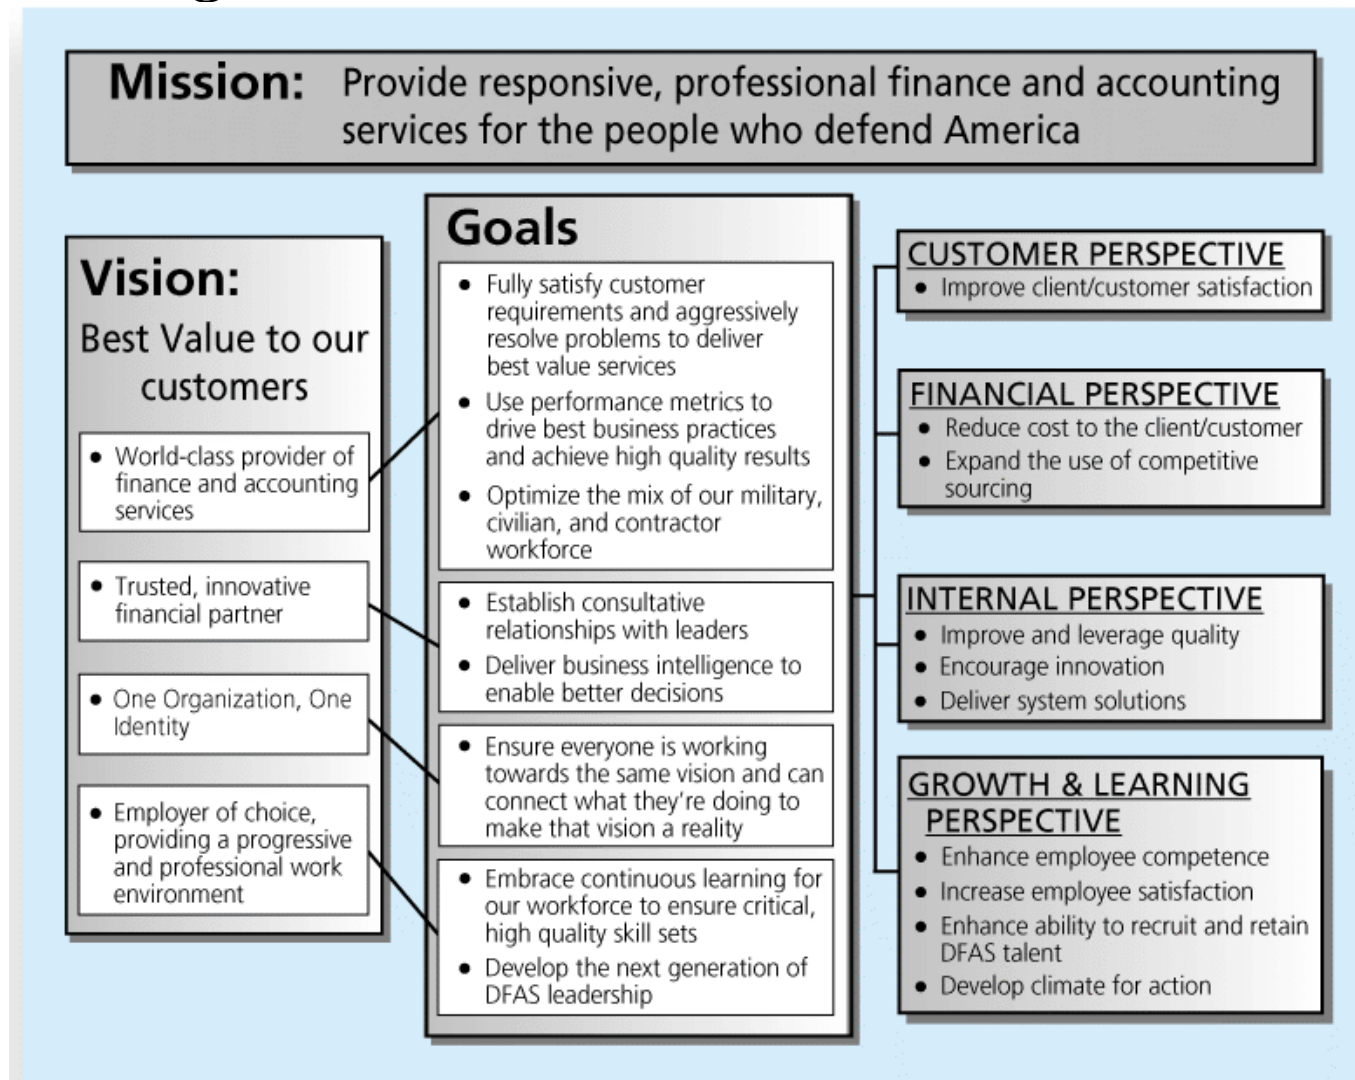 Mission: Provide responsive, professional finance and accounting
services for the people who defend America
Vision:
Best Value to our
customers
• World-class provider of
finance and accounting
services
• Trusted, innovative
financial partner
• One Organization, One
Identity
• Employer of choice,
providing a progressive
and professional work
environment
Goals
• Fully satisfy customer
requirements and aggressively
resolve problems to deliver
best value services
• Use performance metrics to
drive best business practices
and achieve high quality results
• Optimize the mix of our military,
civilian, and contractor
workforce
• Establish consultative
relationships with leaders
• Deliver business intelligence to
enable better decisions
• Ensure everyone is working
towards the same vision and can
connect what they're doing to
make that vision a reality
• Embrace continuous learning for
our workforce to ensure critical,
high quality skill sets
• Develop the next generation of
DFAS leadership
CUSTOMER PERSPECTIVE
• Improve client/customer satisfaction
FINANCIAL PERSPECTIVE
• Reduce cost to the client/customer
• Expand the use of competitive
sourcing
INTERNAL PERSPECTIVE
• Improve and leverage quality
• Encourage innovation
• Deliver system solutions
GROWTH & LEARNING
PERSPECTIVE
• Enhance employee competence
• Increase employee satisfaction
• Enhance ability to recruit and retain
DFAS talent
• Develop climate for action